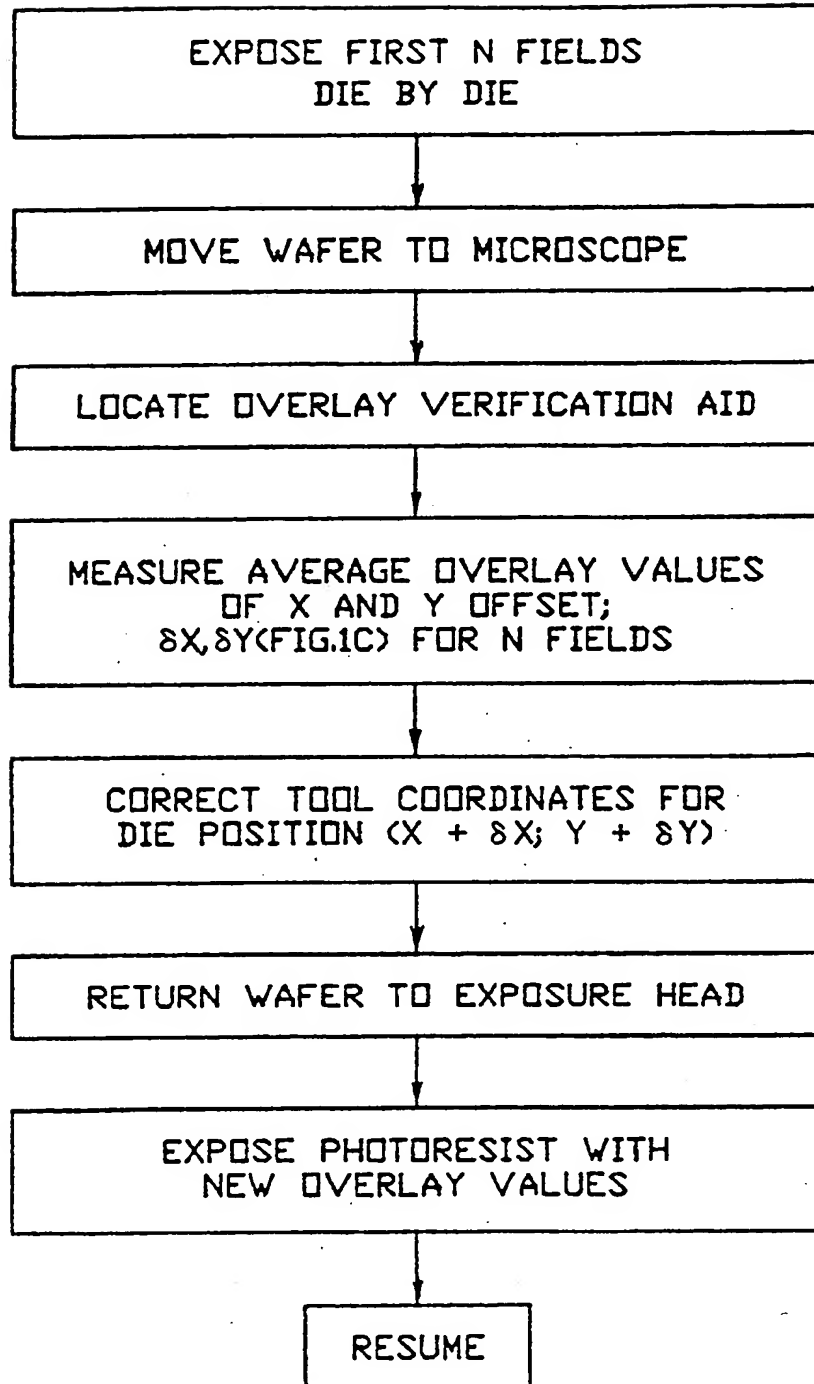 EXPOSE FIRST N FIELDS
DIE BY DIE
MOVE WAFER TO MICROSCOPE
LOCATE OVERLAY VERIFICATION AID
MEASURE AVERAGE OVERLAY VALUES
OF X AND Y OFFSET;
δX,δY(FIG.1C) FOR N FIELDS
CORRECT TOOL COORDINATES FOR
DIE POSITION (X + δX; Y + δY)
RETURN WAFER TO EXPOSURE HEAD
EXPOSE PHOTORESIST WITH
NEW OVERLAY VALUES
RESUME